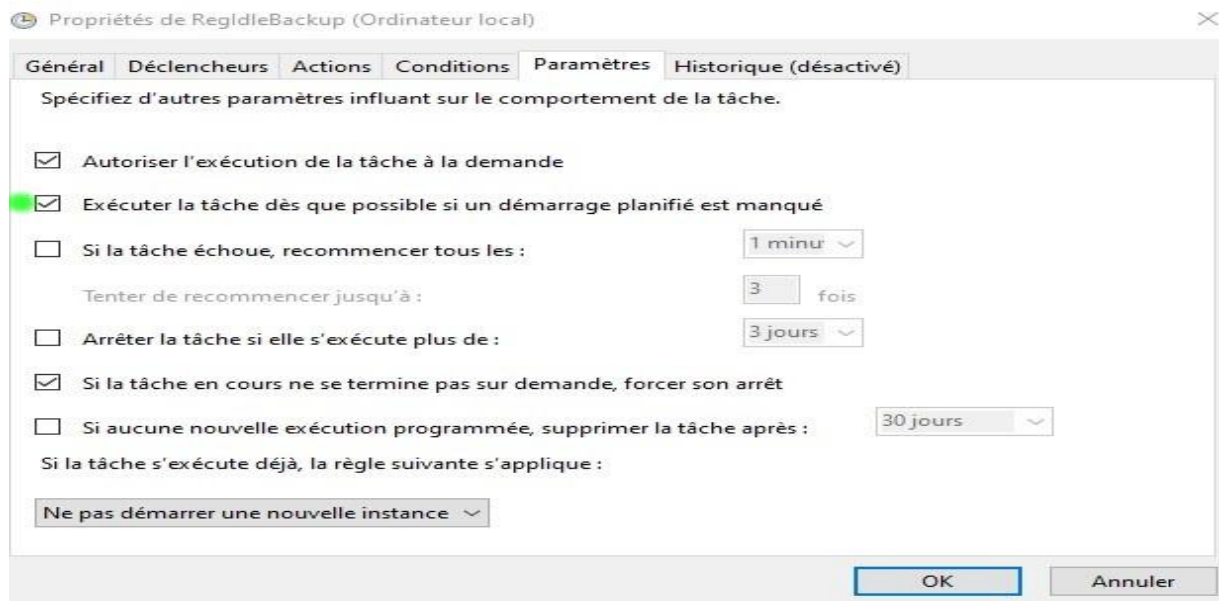 Propriétés de RegIdleBackup (Ordinateur local)
Général Déclencheurs Actions Conditions Paramètres Historique (désactivé)
Spécifiez d'autres paramètres influant sur le comportement de la tâche.
Autoriser l'exécution de la tâche à la demande
Exécuter la tâche dès que possible si un démarrage planifié est manqué
Si la tâche échoue, recommencer tous les : 1 minu
Tenter de recommencer jusqu'à : 3 fois
Arrêter la tâche si elle s'exécute plus de : 3 jours
Si la tâche en cours ne se termine pas sur demande, forcer son arrêt
Si aucune nouvelle exécution programmée, supprimer la tâche après : 30 jours
Si la tâche s'exécute déjà, la règle suivante s'applique :
Ne pas démarrer une nouvelle instance
OK Annuler